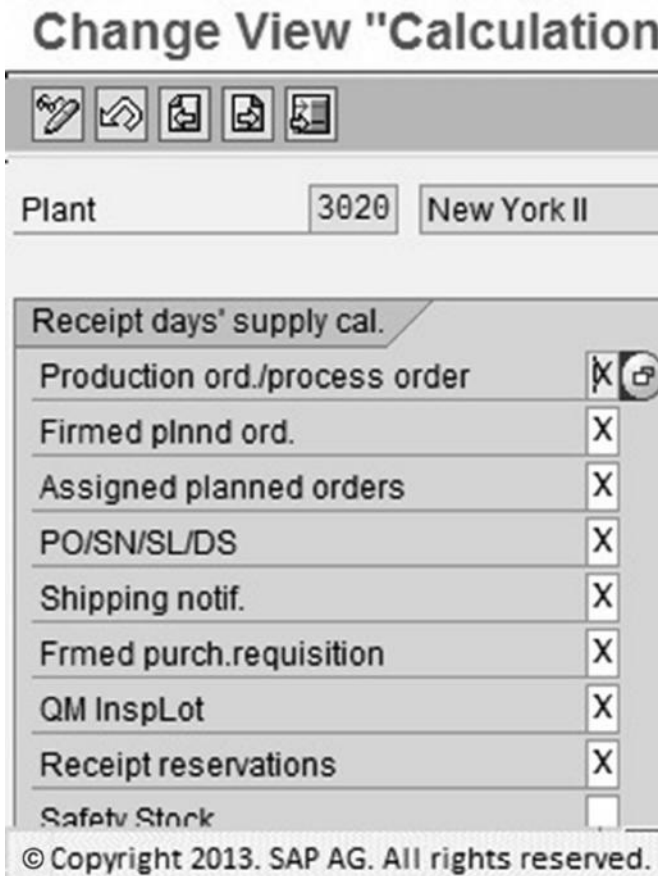 Change View "Calculation
Plant 3020 New York II
Receipt days' supply cal.
Production ord./process order X
Firmed plnnd ord. X
Assigned planned orders X
PO/SN/SL/DS X
Shipping notif. X
Frmed purch.requisition X
QM InspLot X
Receipt reservations X
Safety Stock
© Copyright 2013. SAP AG. All rights reserved.